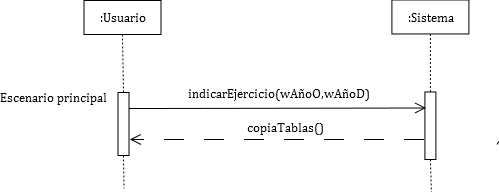 :Usuario
:Sistema
Escenario principal
indicarEjercicio(wAñoO,wAñoD)
copiaTablas()
,